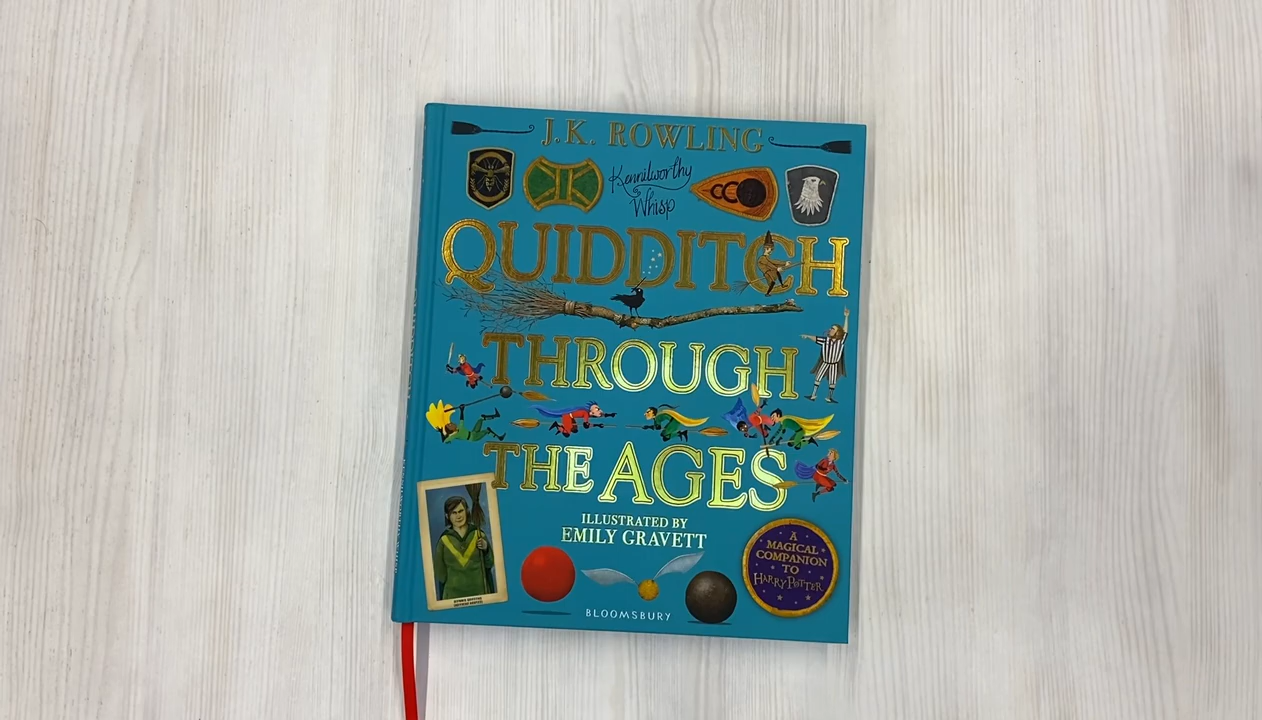 J.K. ROWLING
Kennilworthy
Whisp
QUIDDITCH
THROUGH
THE AGES
ILLUSTRATED BY
EMILY GRAVETT
A
MAGICAL
COMPANION
TO
HARRY POTTER
BLOOMSBURY